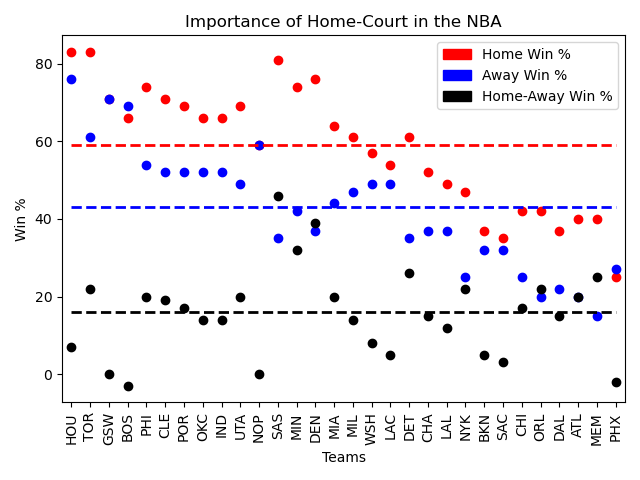 Importance of Home-Court in the NBA
Home Win %
Away Win %
Home-Away Win %
Win %
80
60
40
20
0
HOU
TOR
GSW
BOS
PHI
CLE
POR
OKC
IND
UTA
NOP
SAS
MIN
DEN
MIA
MIL
WSH
LAC
DET
CHA
LAL
NYK
BKN
SAC
CHI
ORL
DAL
ATL
MEM
PHX
Teams